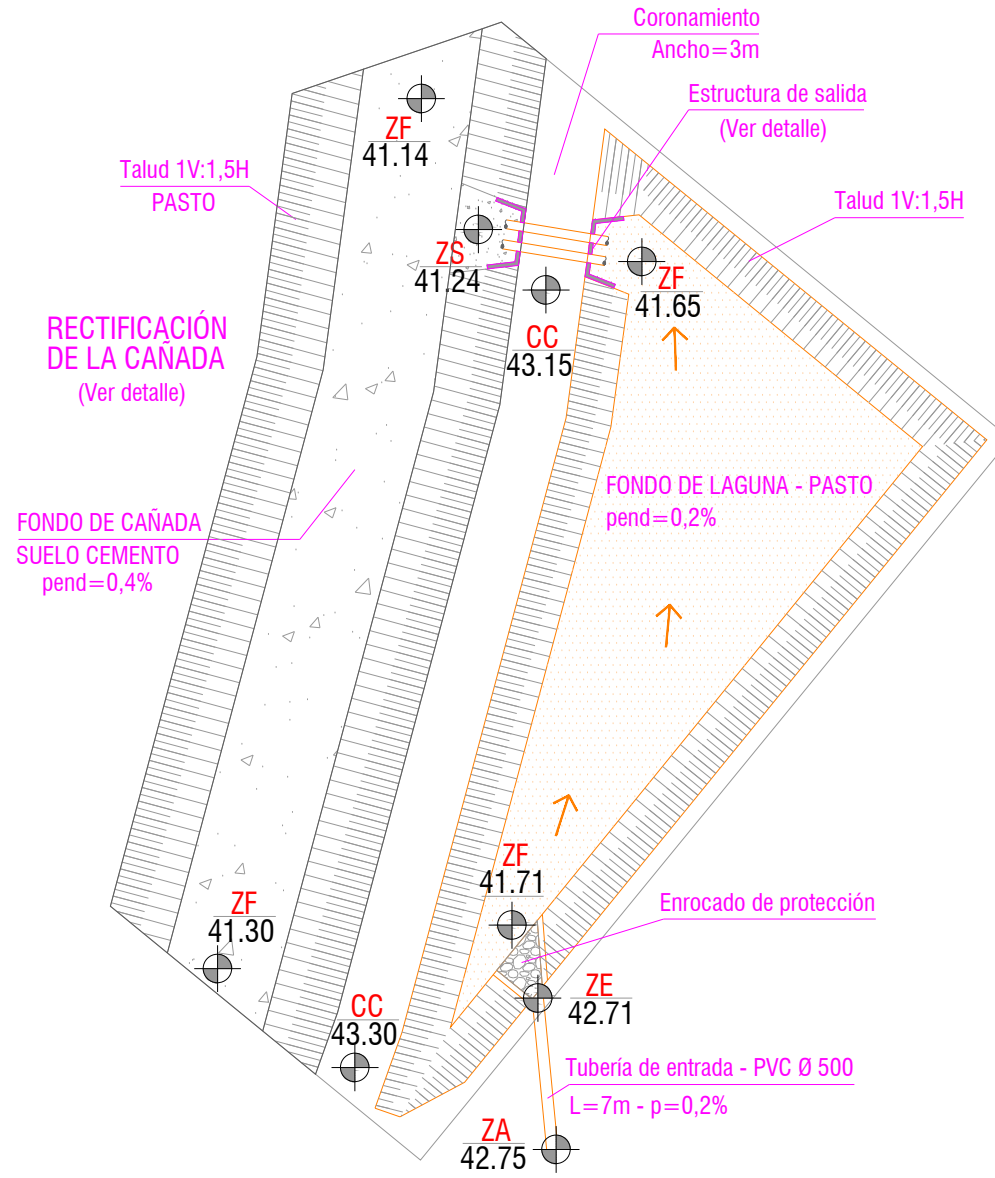 Coronamiento
Ancho=3m
Estructura de salida
(Ver detalle)
ZF
41.14
Talud 1V:1,5H
PASTO
Talud 1V:1,5H
ZS
41.24
ZF
41.65
CC
43.15
RECTIFICACIÓN
DE LA CAÑADA
(Ver detalle)
FONDO DE LAGUNA - PASTO
pend=0,2%
FONDO DE CAÑADA
SUELO CEMENTO
pend=0,4%
ZF
41.71
ZF
41.30
Enrocado de protección
ZE
42.71
CC
43.30
Tubería de entrada - PVC Ø 500
L=7m - p=0,2%
ZA
42.75